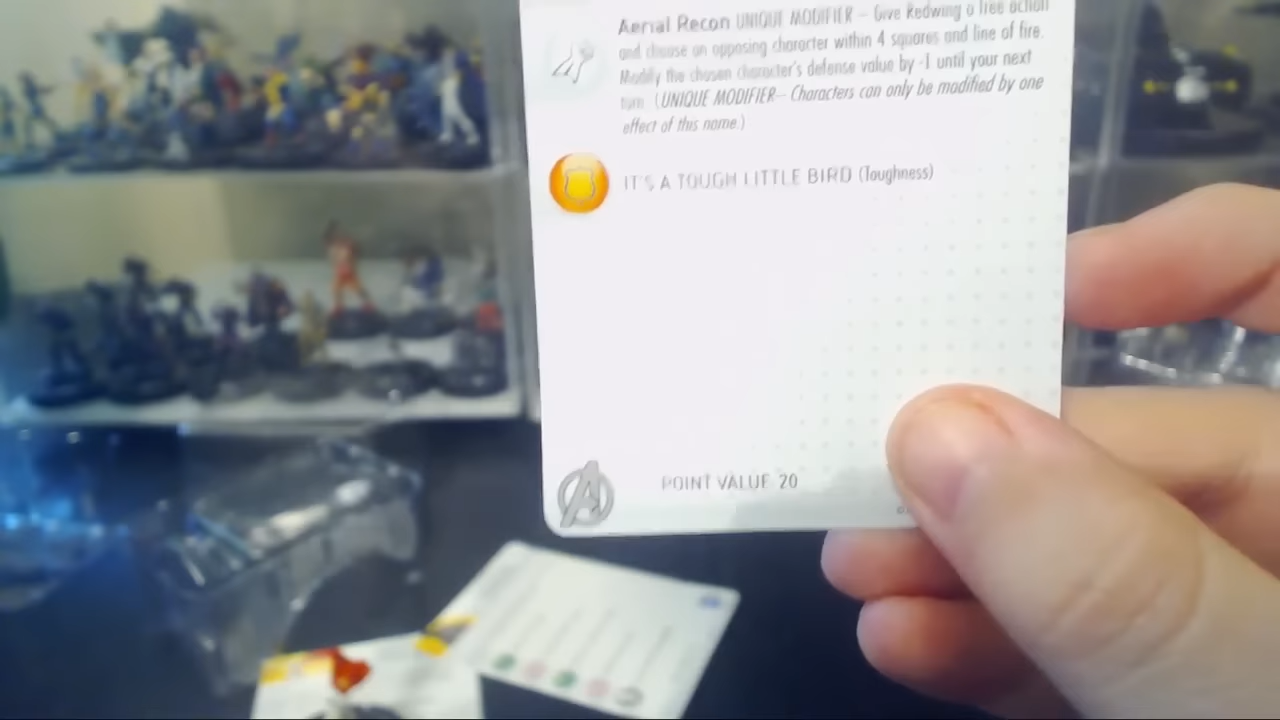 Aerial Recon UNIQUE MODIFIER – Give Redwing a free action
and choose an opposing character within 4 squares and line of fire.
Modify the chosen character's defense value by -1 until your next
turn. (UNIQUE MODIFIER– Characters can only be modified by one
effect of this name.)
IT'S A TOUGH LITTLE BIRD (Toughness)
POINT VALUE 20